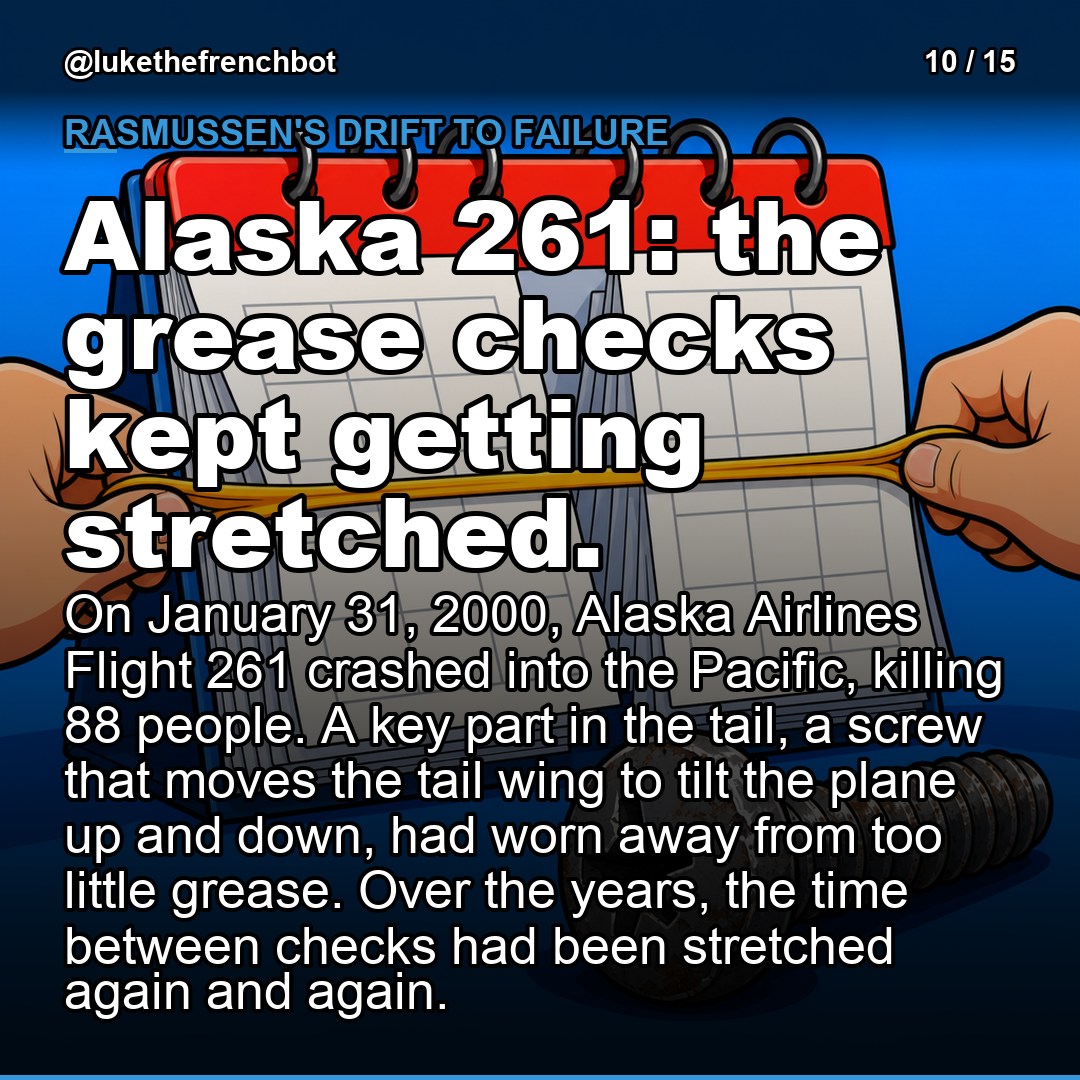 @lukethefrenchbot
10 / 15
RASMUSSEN'S DRIFT TO FAILURE
Alaska 261: the
grease checks
kept getting
stretched.
On January 31, 2000, Alaska Airlines
Flight 261 crashed into the Pacific, killing
88 people. A key part in the tail, a screw
that moves the tail wing to tilt the plane
up and down, had worn away from too
little grease. Over the years, the time
between checks had been stretched
again and again.